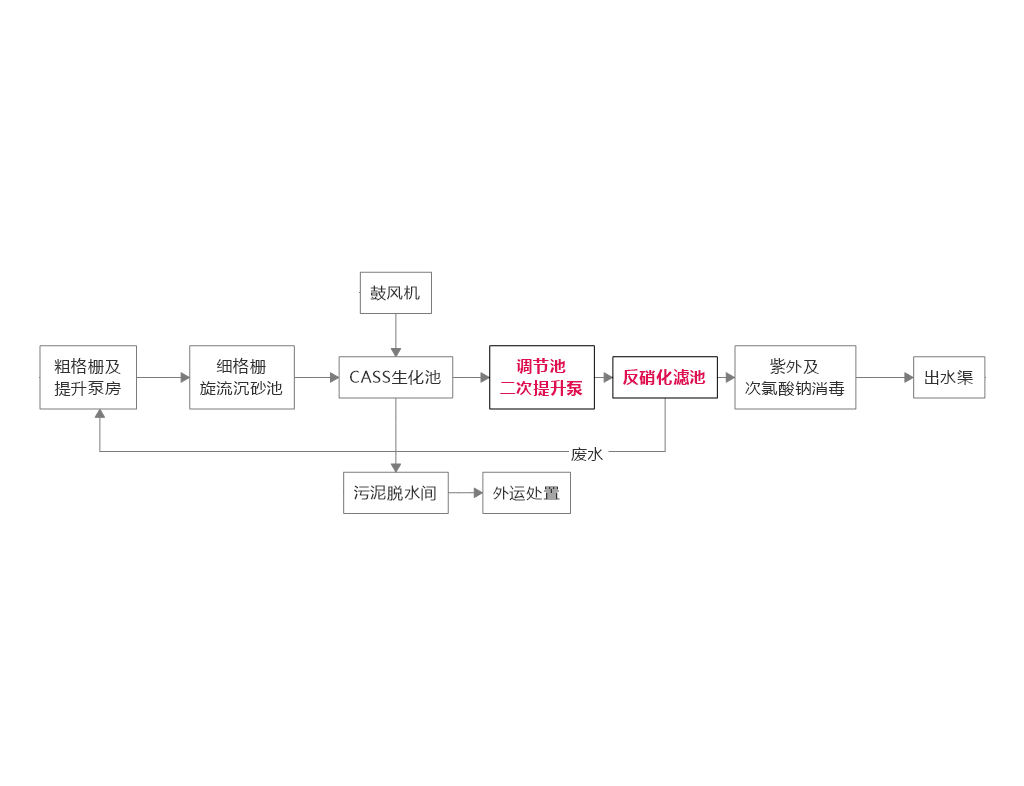 鼓风机
粗格栅及
提升泵房
细格栅
旋流沉砂池
CASS生化池
调节池
二次提升泵
反硝化滤池
紫外及
次氯酸钠消毒
出水渠
废水
污泥脱水间
外运处置